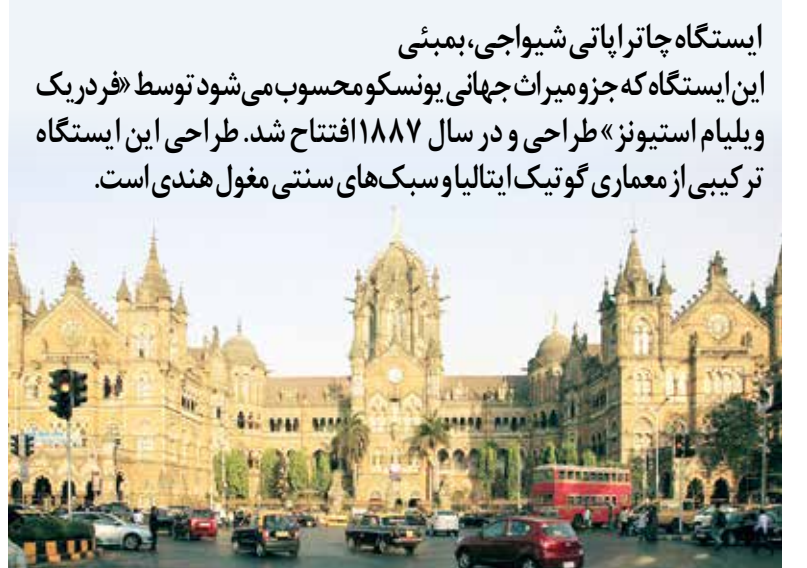 ایستگاه چاتراپاتی شیواجی، بمبئی
این ایستگاه که جزو میراث جهانی یونسکو محسوب می‌شود توسط «فردریک
ویلیام استیونز» طراحی و در سال ۱۸۸۷ افتتاح شد. طراحی این ایستگاه
ترکیبی از معماری گوتیک ایتالیا و سبک‌های سنتی مغول هندی است.